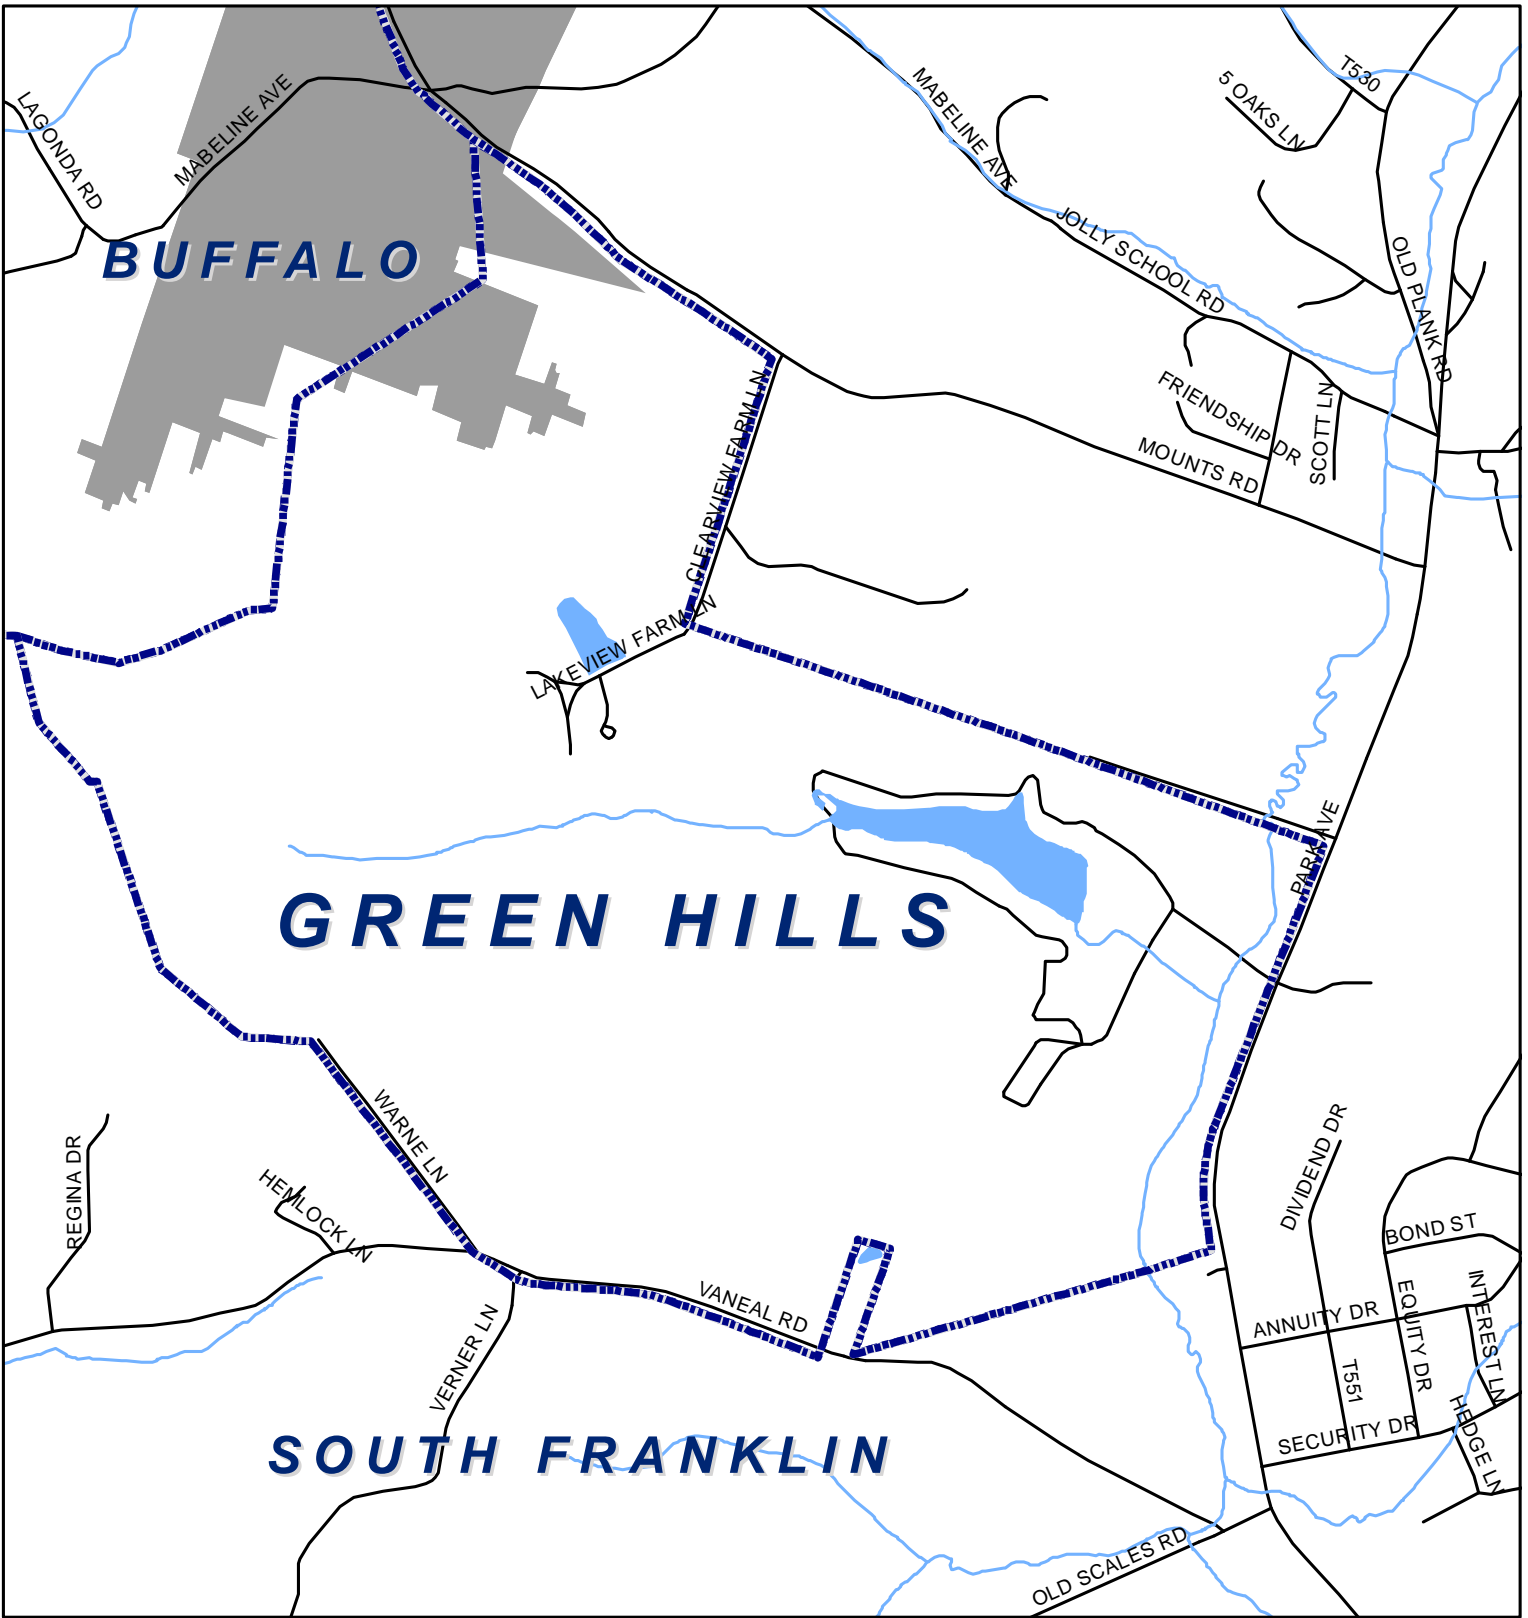 T530
5 OAKS LN
MABELINE AVE
MABELINE AVE
LAGONDA RD
BUFFALO
JOLLY SCHOOL RD
OLD PLANK RD
FRIENDSHIP DR
SCOTT LN
MOUNTS RD
CLEARVIEW FARM LN
LAKEVIEW FARM LN
PARK AVE
GREEN HILLS
WARNE LN
REGINA DR
HEMLOCK LN
DIVIDEND DR
BOND ST
VANEAL RD
ANNUITY DR
EQUITY DR
INTEREST LN
VERNER LN
T551
SECURITY DR
HEDGE LN
SOUTH FRANKLIN
OLD SCALES RD